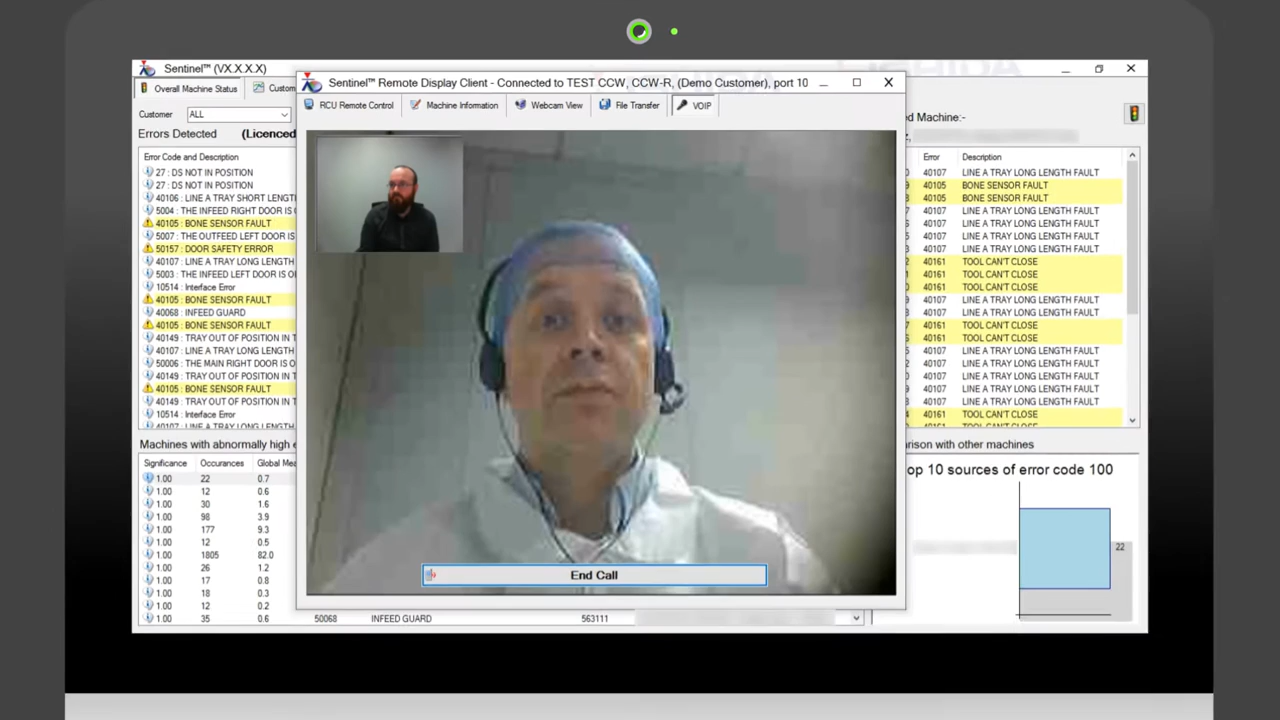 Sentinel™ (VX.X.X.X)
Sentinel™ Remote Display Client - Connected to TEST CCW, CCW-R, (Demo Customer), port 10
Overall Machine Status
Custom
RCU Remote Control
Machine Information
Webcam View
File Transfer
VOIP
Customer
ALL
ed Machine:-
Errors Detected (Licenced
Error Code and Description
27 : DS NOT IN POSITION
27 : DS NOT IN POSITION
40106 : LINE A TRAY SHORT LENGT
5004 : THE INFEED RIGHT DOOR IS O
40105 : BONE SENSOR FAULT
5007 : THE OUTFEED LEFT DOOR IS
50157 : DOOR SAFETY ERROR
40107 : LINE A TRAY LONG LENGTH
5003 : THE INFEED LEFT DOOR IS O
10514 : Interface Error
40105 : BONE SENSOR FAULT
40068 : INFEED GUARD
40105 : BONE SENSOR FAULT
40149 : TRAY OUT OF POSITION IN T
40107 : LINE A TRAY LONG LENGTH
50006 : THE MAIN RIGHT DOOR IS
40149 : TRAY OUT OF POSITION IN
40105 : BONE SENSOR FAULT
40149 : TRAY OUT OF POSITION IN T
10514 : Interface Error
40107 : LINE A TRAY LONG LENGTH
Error Description
40107 LINE A TRAY LONG LENGTH FAULT
40105 BONE SENSOR FAULT
40105 BONE SENSOR FAULT
40107 LINE A TRAY LONG LENGTH FAULT
40107 LINE A TRAY LONG LENGTH FAULT
40107 LINE A TRAY LONG LENGTH FAULT
40107 LINE A TRAY LONG LENGTH FAULT
40161 TOOL CAN'T CLOSE
40161 TOOL CAN'T CLOSE
40161 TOOL CAN'T CLOSE
40107 LINE A TRAY LONG LENGTH FAULT
40107 LINE A TRAY LONG LENGTH FAULT
40161 TOOL CAN'T CLOSE
40161 TOOL CAN'T CLOSE
40107 LINE A TRAY LONG LENGTH FAULT
40107 LINE A TRAY LONG LENGTH FAULT
40107 LINE A TRAY LONG LENGTH FAULT
40107 LINE A TRAY LONG LENGTH FAULT
40107 LINE A TRAY LONG LENGTH FAULT
40161 TOOL CAN'T CLOSE
40107 LINE A TRAY LONG LENGTH FAULT
Machines with abnormally high e
Significance Occurances Global Mea
1.00 22 0.7
1.00 12 0.6
1.00 30 1.6
1.00 98 3.9
1.00 177 9.3
1.00 12 0.5
1.00 1805 82.0
1.00 26 1.2
1.00 17 0.8
1.00 18 0.3
1.00 12 0.2
1.00 35 0.6 50068 INFEED GUARD 563111
End Call
rison with other machines
op 10 sources of error code 100
22